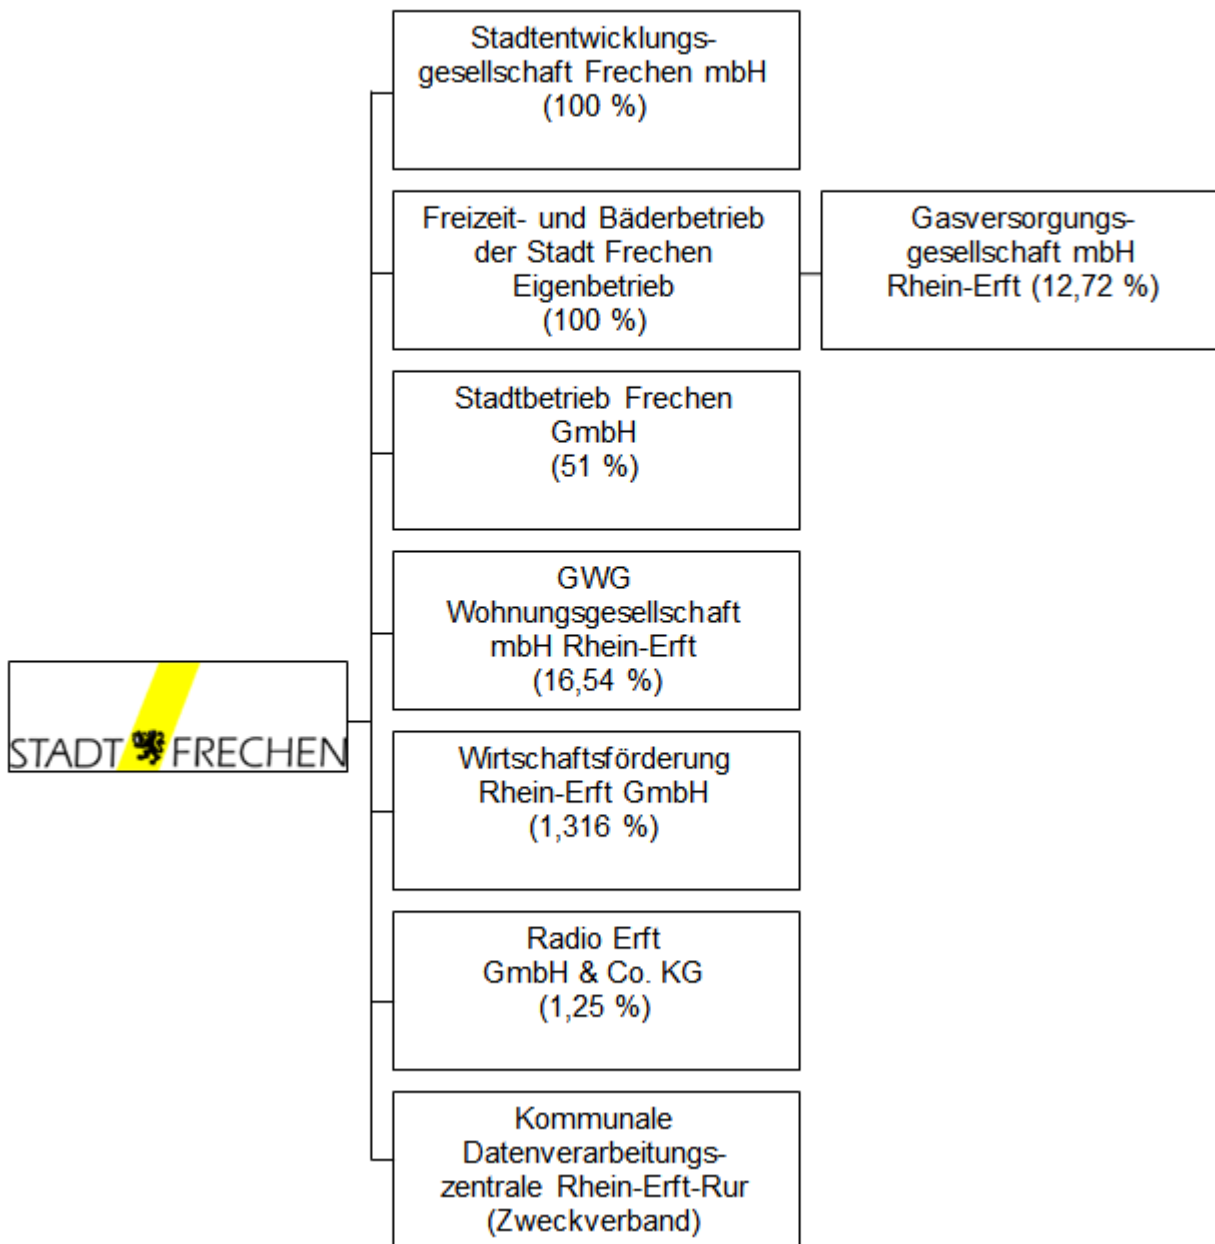 Stadtentwicklungs-
gesellschaft Frechen mbH
(100 %)
Freizeit- und Bäderbetrieb
der Stadt Frechen
Eigenbetrieb
(100 %)
Gasversorgungs-
gesellschaft mbH
Rhein-Erft (12,72 %)
Stadtbetrieb Frechen
GmbH
(51 %)
GWG
Wohnungsgesellschaft
mbH Rhein-Erft
(16,54 %)
STADT FRECHEN
Wirtschaftsförderung
Rhein-Erft GmbH
(1,316 %)
Radio Erft
GmbH & Co. KG
(1,25 %)
Kommunale
Datenverarbeitungs-
zentrale Rhein-Erft-Rur
(Zweckverband)